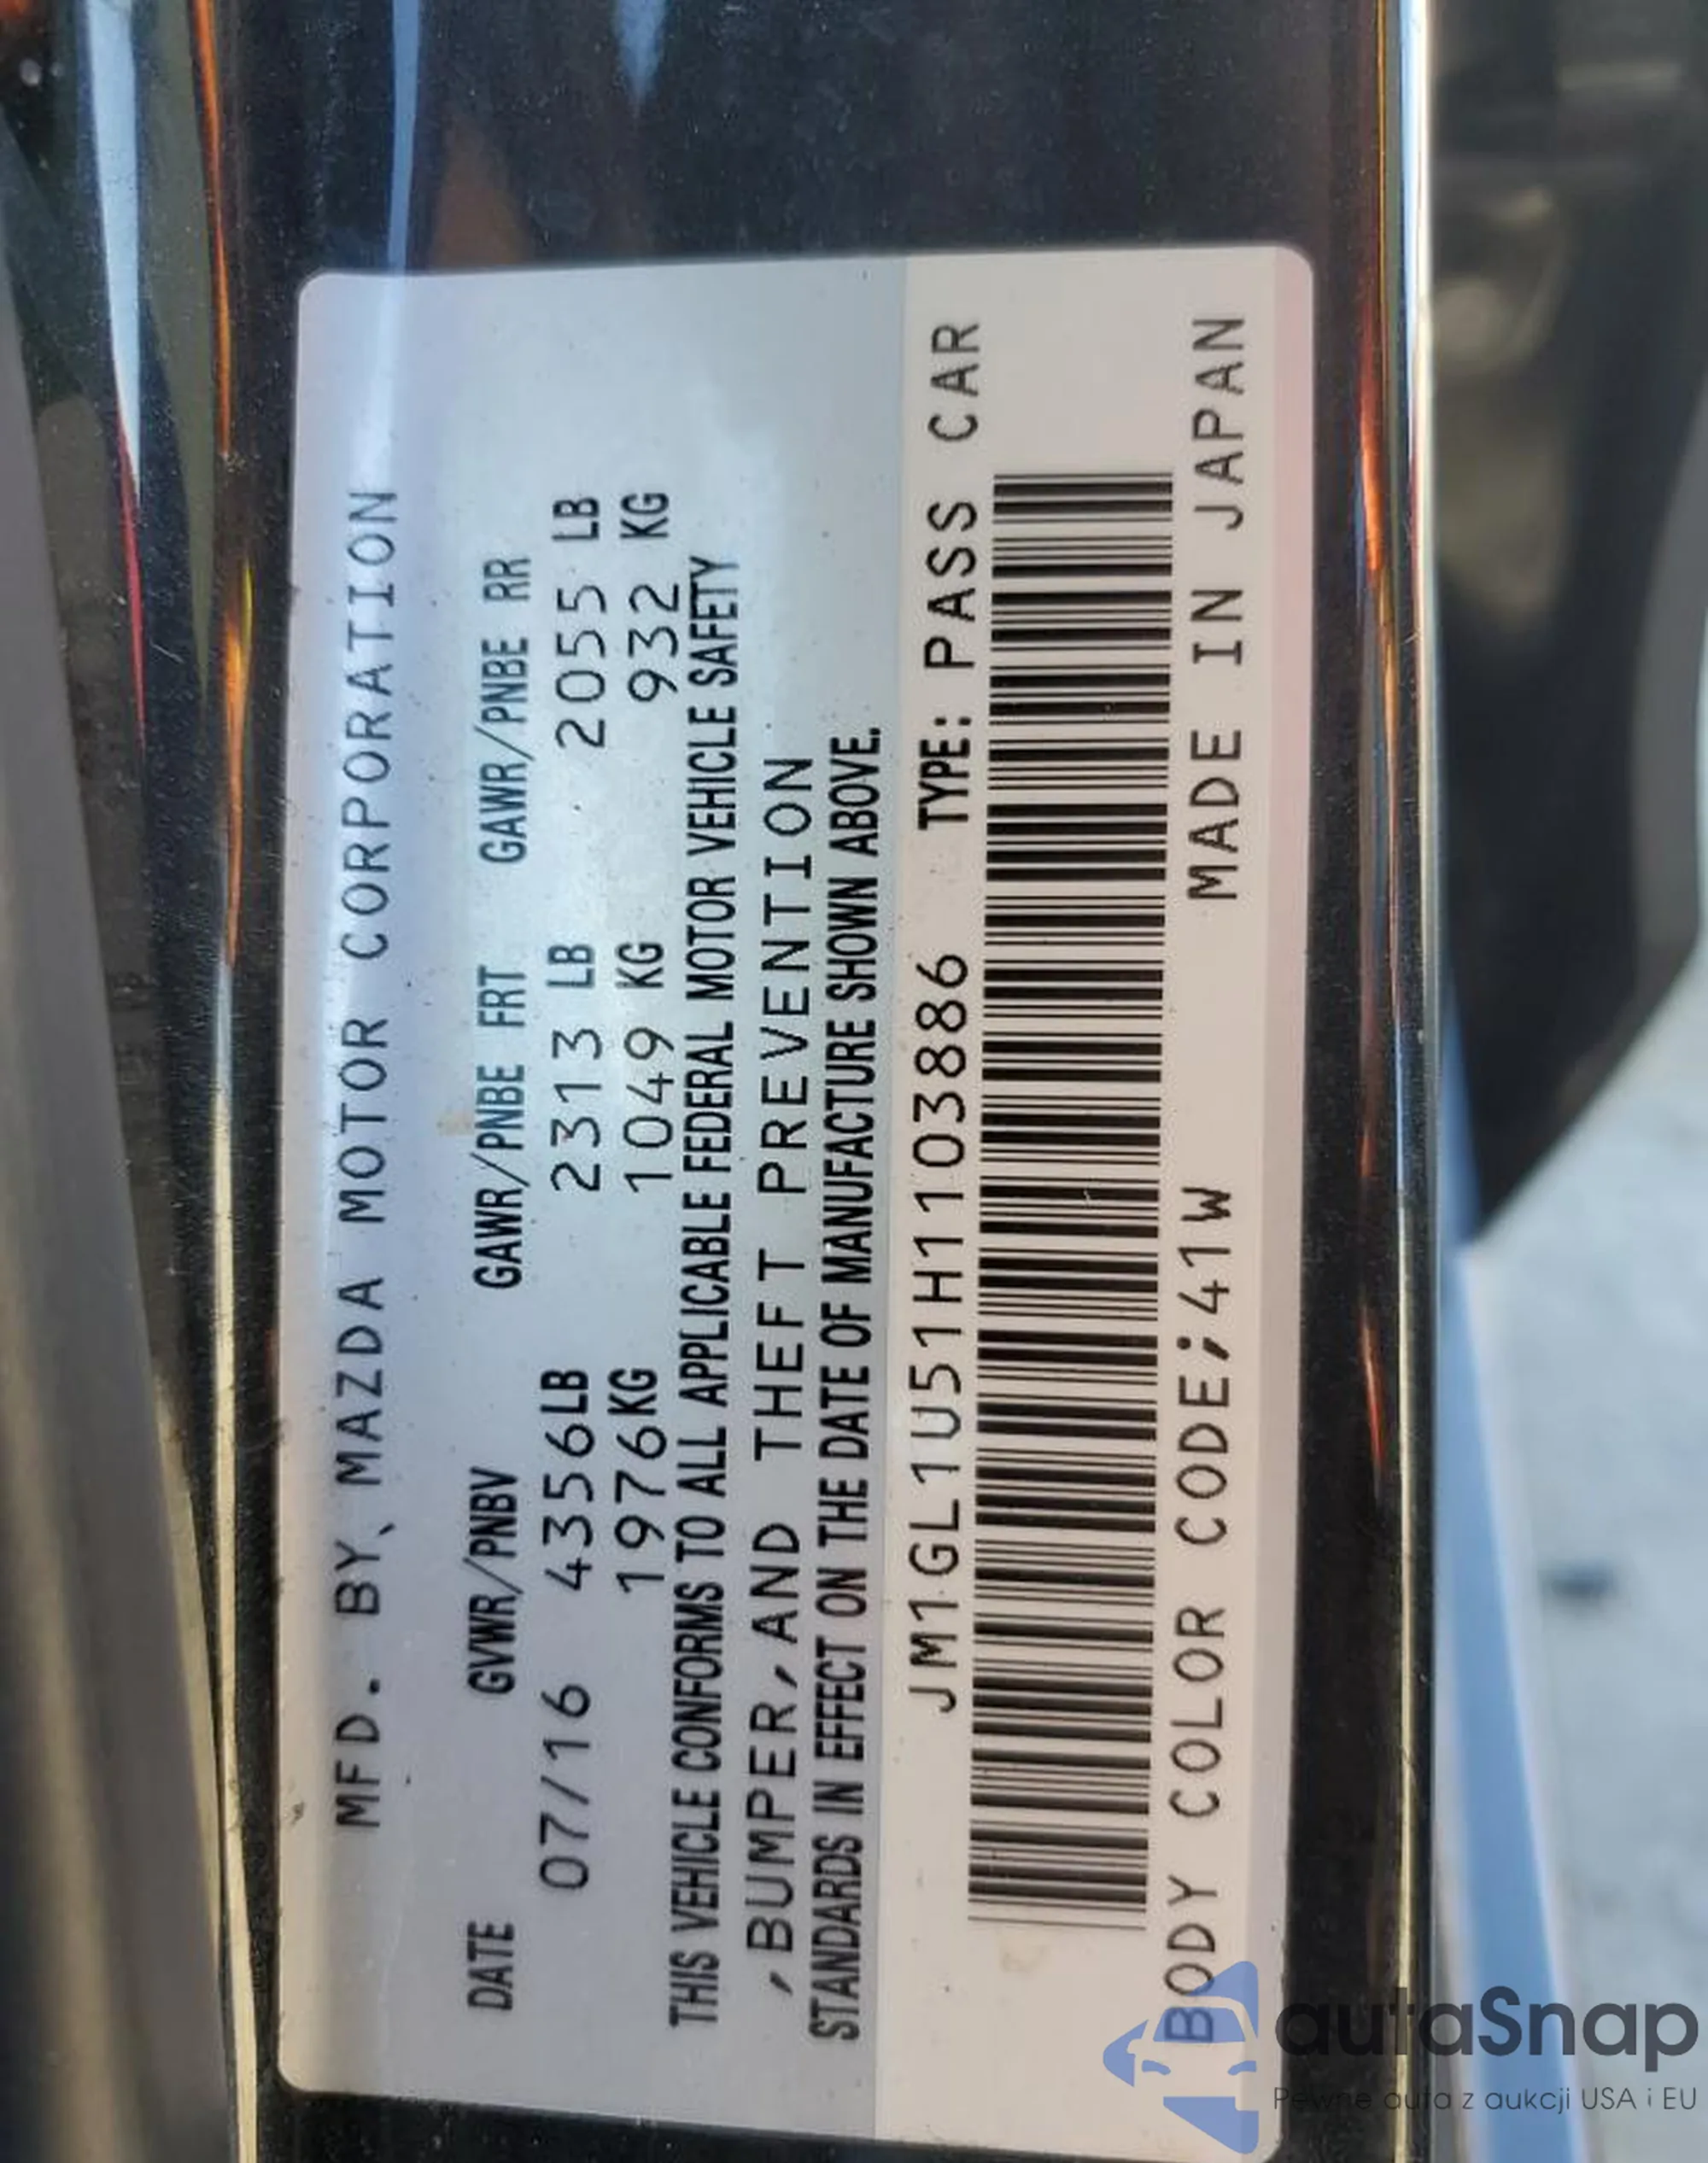 MFD. BY、MAZDA MOTOR CORPORATION
DATE GVWR/PNBV GAWR/PNBE FRT GAWR/PNBE RR
07/16 4356LB 2313 LB 2055 LB
1976KG 1049 KG 932 KG
THIS VEHICLE CONFORMS TO ALL APPLICABLE FEDERAL MOTOR VEHICLE SAFETY
,BUMPER,AND THEFT PREVENTION
STANDARDS IN EFFECT ON THE DATE OF MANUFACTURE SHOWN ABOVE.
JM1GL1U51H1103886 TYPE: PASS CAR
BODY COLOR CODE;41W MADE IN JAPAN
autaSnap
Pewne auta z aukcji USA i EU